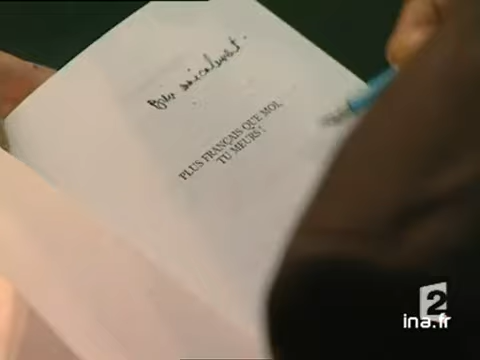 Bien amicalement
PLUS FRANÇAIS QUE MOI,
TU MEURS !
2
ina.fr